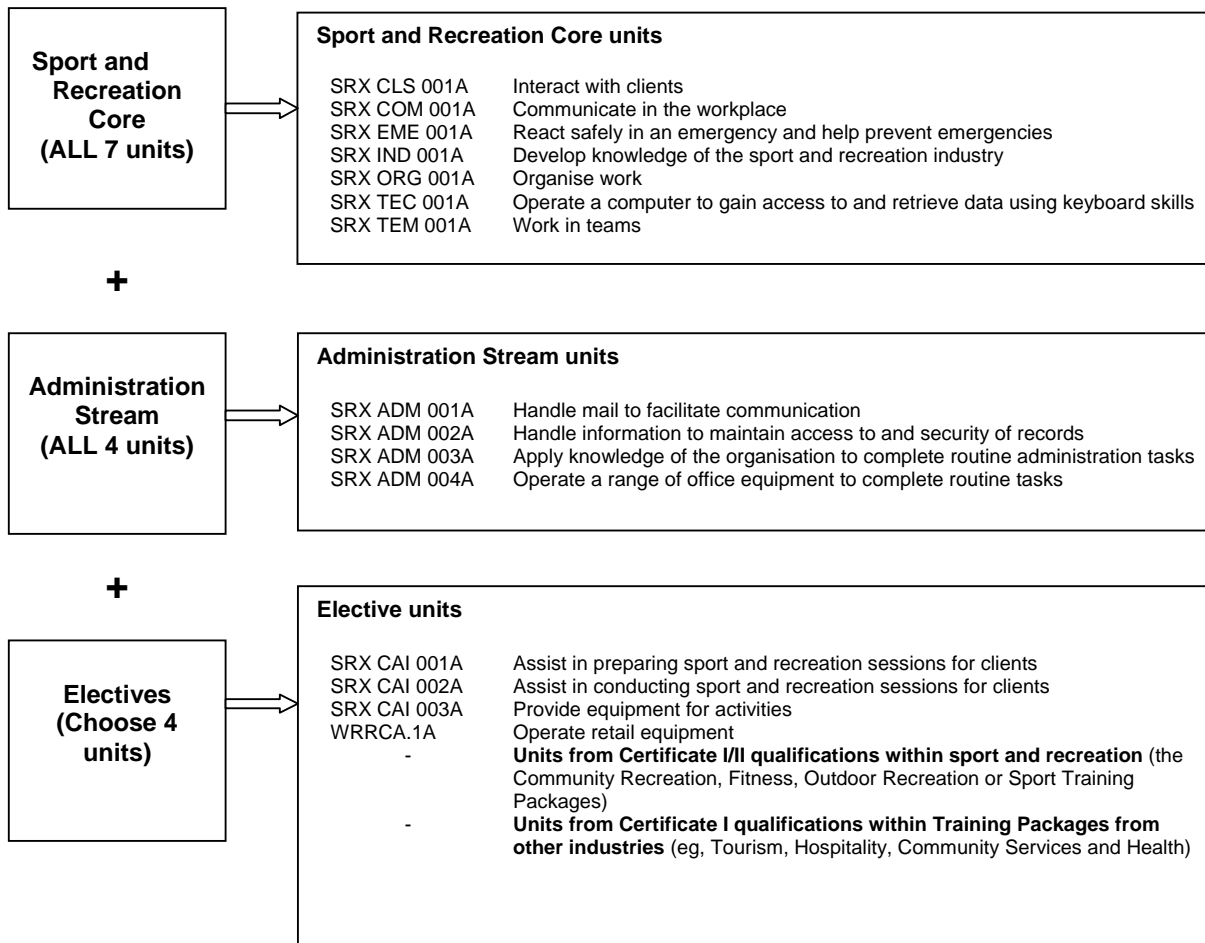 Sport and
Recreation
Core
(ALL 7 units)
Sport and Recreation Core units
SRX CLS 001A Interact with clients
SRX COM 001A Communicate in the workplace
SRX EME 001A React safely in an emergency and help prevent emergencies
SRX IND 001A Develop knowledge of the sport and recreation industry
SRX ORG 001A Organise work
SRX TEC 001A Operate a computer to gain access to and retrieve data using keyboard skills
SRX TEM 001A Work in teams
+
Administration
Stream
(ALL 4 units)
Administration Stream units
SRX ADM 001A Handle mail to facilitate communication
SRX ADM 002A Handle information to maintain access to and security of records
SRX ADM 003A Apply knowledge of the organisation to complete routine administration tasks
SRX ADM 004A Operate a range of office equipment to complete routine tasks
+
Electives
(Choose 4
units)
Elective units
SRX CAI 001A Assist in preparing sport and recreation sessions for clients
SRX CAI 002A Assist in conducting sport and recreation sessions for clients
SRX CAI 003A Provide equipment for activities
WRRCA.1A Operate retail equipment
- Units from Certificate I/II qualifications within sport and recreation (the
Community Recreation, Fitness, Outdoor Recreation or Sport Training
Packages)
- Units from Certificate I qualifications within Training Packages from
other industries (eg, Tourism, Hospitality, Community Services and Health)